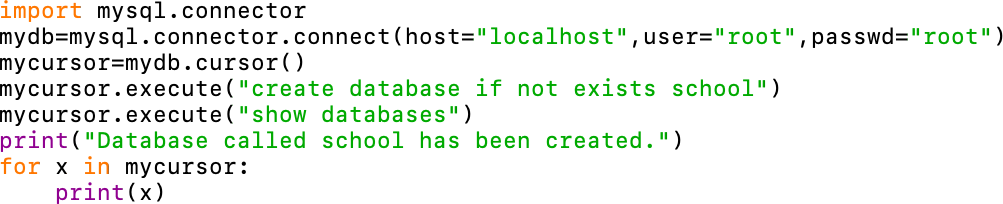 import mysql.connector
mydb=mysql.connector.connect(host="localhost",user="root",passwd="root")
mycursor=mydb.cursor()
mycursor.execute("create database if not exists school")
mycursor.execute("show databases")
print("Database called school has been created.")
for x in mycursor:
    print(x)